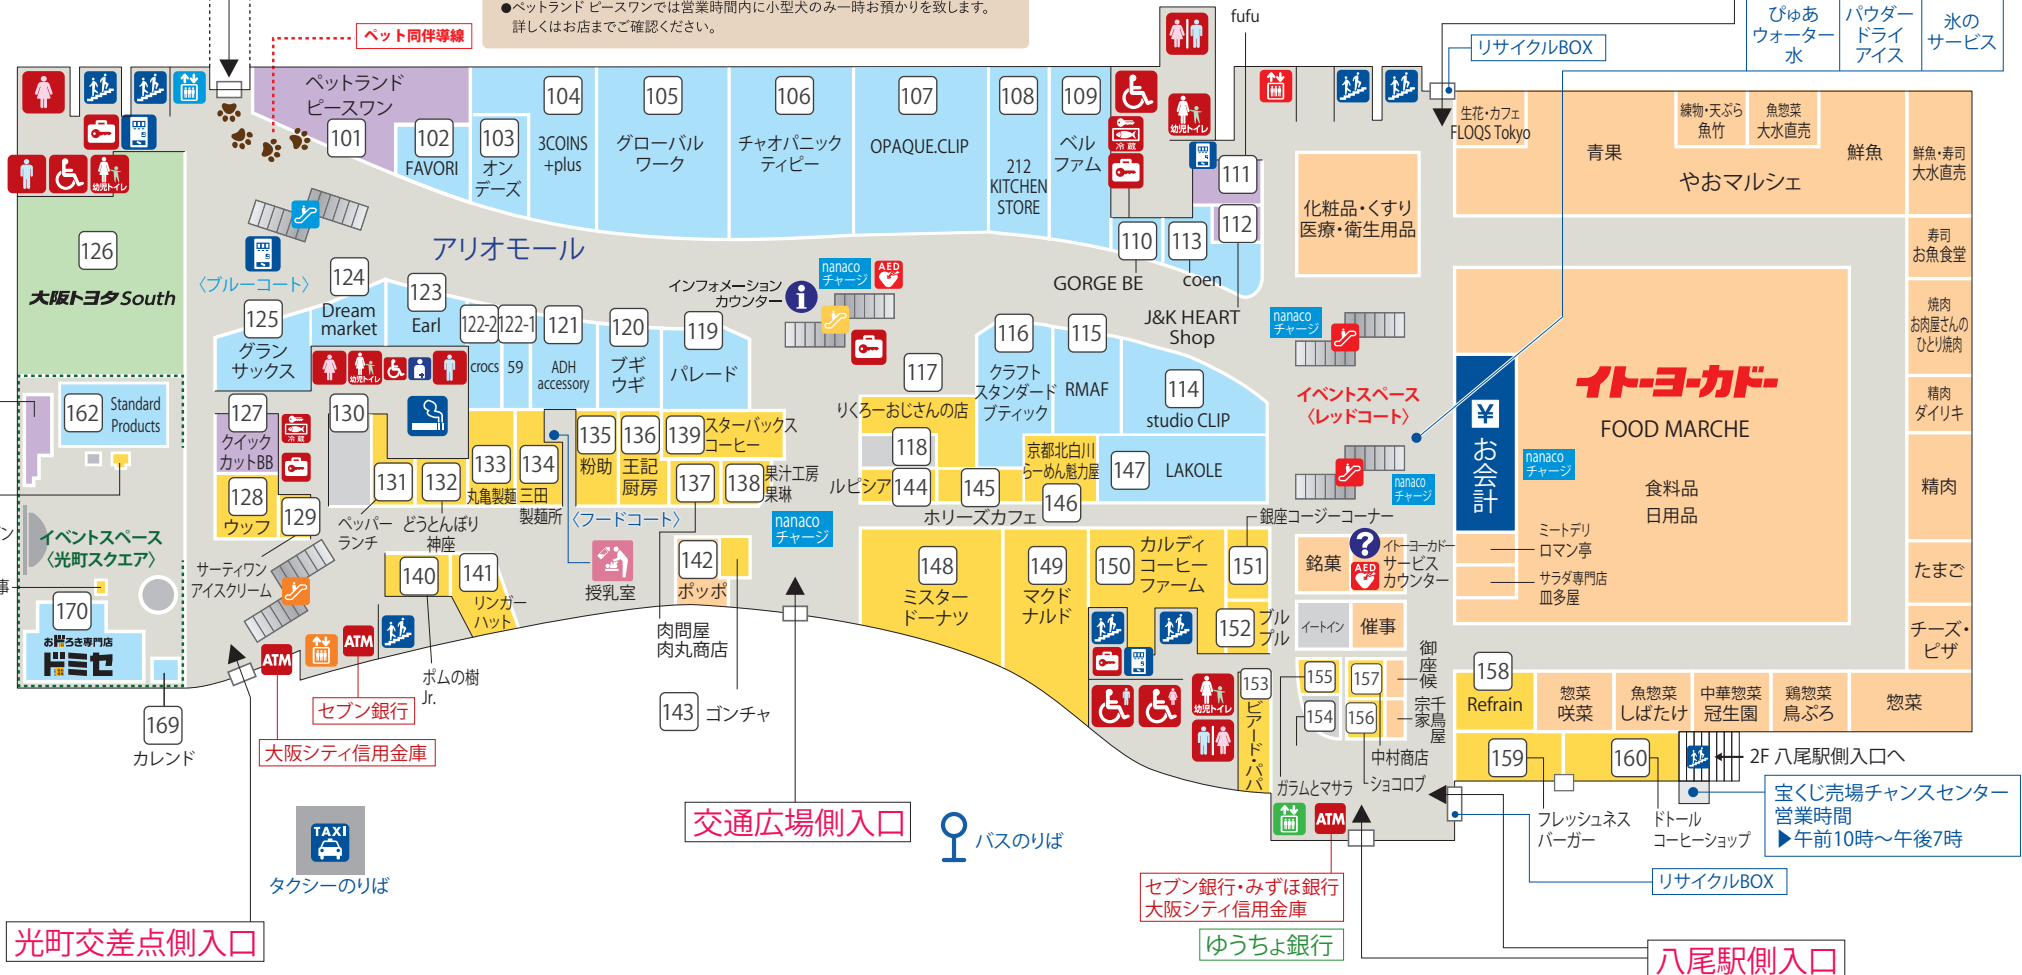 ●ペットランド ピースワンでは営業時間内に小型犬のみ一時お預かりを致します。
詳しくはお店までご確認ください。
ペット同伴導線
fufu
リサイクルBOX
ぴゅあ
ウォーター
水
パウダー
ドライ
アイス
氷の
サービス
ペットランド
ピースワン
101
102
FAVORI
103
オン
デーズ
104
3COINS
+plus
105
グローバル
ワーク
106
チャオパニック
ティピー
107
OPAQUE.CLIP
108
212
KITCHEN
STORE
109
ベル
ファム
冷蔵
幼児トイレ
111
112
110
GORGE BE
113
coen
J&K HEART
Shop
生花・カフェ
FLOQS Tokyo
青果
練物・天ぷら
魚竹
魚惣菜
大水直売
鮮魚
やおマルシェ
鮮魚・寿司
大水直売
寿司
お魚食堂
焼肉
お肉屋さんの
ひとり焼肉
精肉
ダイリキ
精肉
たまご
チーズ・
ピザ
化粧品・くすり
医療・衛生用品
幼児トイレ
126
大阪トヨタ South
アリオモール
〈ブルーコート〉
インフォメーション
カウンター
nanaco
チャージ
AED
124
Dream
market
123
Earl
122-2
crocs
122-1
59
121
ADH
accessory
120
ブギ
ウギ
119
パレード
125
グラン
サックス
幼児トイレ
116
クラフト
スタンダード
ブティック
115
RMAF
114
studio CLIP
117
りくろーおじさんの店
118
nanaco
チャージ
イベントスペース
〈レッドコート〉
nanaco
チャージ
¥
お会計
nanaco
チャージ
イトーヨーカドー
FOOD MARCHE
食料品
日用品
ミートデリ
ロマン亭
サラダ専門店
皿多屋
162
Standard
Products
127
クイック
カットBB
冷蔵
128
ウッフ
129
サーティワン
アイスクリーム
130
131
ペッパー
ランチ
132
どうとんぼり
神座
133
丸亀製麺
134
三田
製麺所
135
粉助
136
王記
厨房
139
スターバックス
コーヒー
137
138
果汁工房
果琳
〈フードコート〉
授乳室
肉問屋
肉丸商店
nanaco
チャージ
142
ポッポ
143 ゴンチャ
ルピシア
144
145
ホリーズカフェ
京都北白川
らーめん魁力屋
146
147
LAKOLE
148
ミスター
ドーナツ
149
マクド
ナルド
150
カルディ
コーヒー
ファーム
銀座コージーコーナー
151
152
ブル
プル
153
ビアード・パパ
幼児トイレ
銘菓
イトーヨーカドー
サービス
カウンター
AED
イートイン
催事
155
157
154
156
御座候
千鳥屋
宗家
中村商店
ショコロブ
ガラムとマサラ
158
Refrain
惣菜
咲菜
魚惣菜
しばたけ
中華惣菜
冠生園
鶏惣菜
鳥ぷろ
惣菜
159
フレッシュネス
バーガー
160
ドトール
コーヒーショップ
2F 八尾駅側入口へ
宝くじ売場チャンスセンター
営業時間
▶午前10時〜午後7時
リサイクルBOX
イベントスペース
〈光町スクエア〉
ン
事
170
おドろき専門店
ドミセ
169
カレンド
140
ポムの樹
Jr.
141
リンガー
ハット
ATM
ATM
セブン銀行
大阪シティ信用金庫
TAXI
タクシーのりば
光町交差点側入口
交通広場側入口
バスのりば
ATM
セブン銀行・みずほ銀行
大阪シティ信用金庫
ゆうちょ銀行
八尾駅側入口